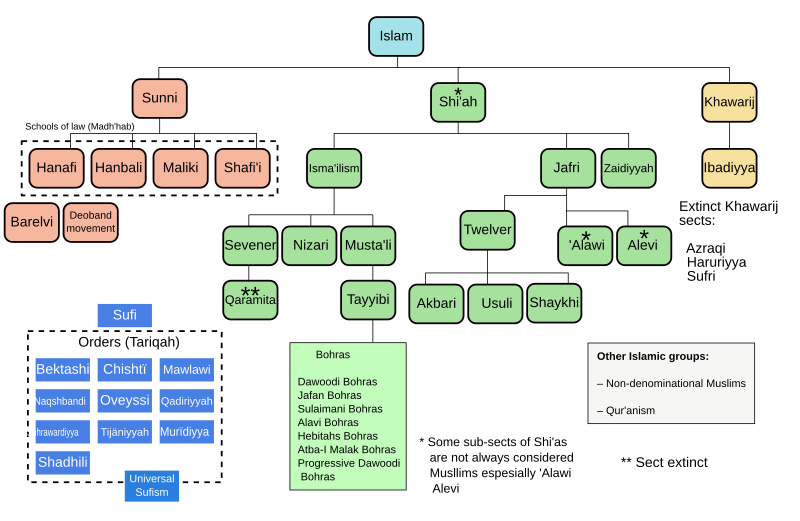 Islam
Sunni
*
Shi'ah
Khawarij
Schools of law (Madh'hab)
Hanafi
Hanbali
Maliki
Shafi'i
Isma'ilism
Jafri
Zaidiyyah
Ibadiyya
Barelvi
Deoband
movement
Extinct Khawarij
sects:
Azraqi
Haruriyya
Sufri
Sevener
Nizari
Musta'li
Twelver
*
'Alawi
*
Alevi
**
Qaramita
Tayyibi
Akbari
Usuli
Shaykhi
Sufi
Orders (Tariqah)
Bektashi
Chishtï
Mawlawi
Naqshbandi
Oveyssi
Qadiriyyah
hrawardiyya
Tijäniyyah
Murïdiyya
Shadhili
Universal
Sufism
Bohras
Dawoodi Bohras
Jafan Bohras
Sulaimani Bohras
Alavi Bohras
Hebitahs Bohras
Atba-I Malak Bohras
Progressive Dawoodi
Bohras
Other Islamic groups:
– Non-denominational Muslims
– Qur'anism
* Some sub-sects of Shi'as
are not always considered
Musllims espesially 'Alawi
Alevi
** Sect extinct